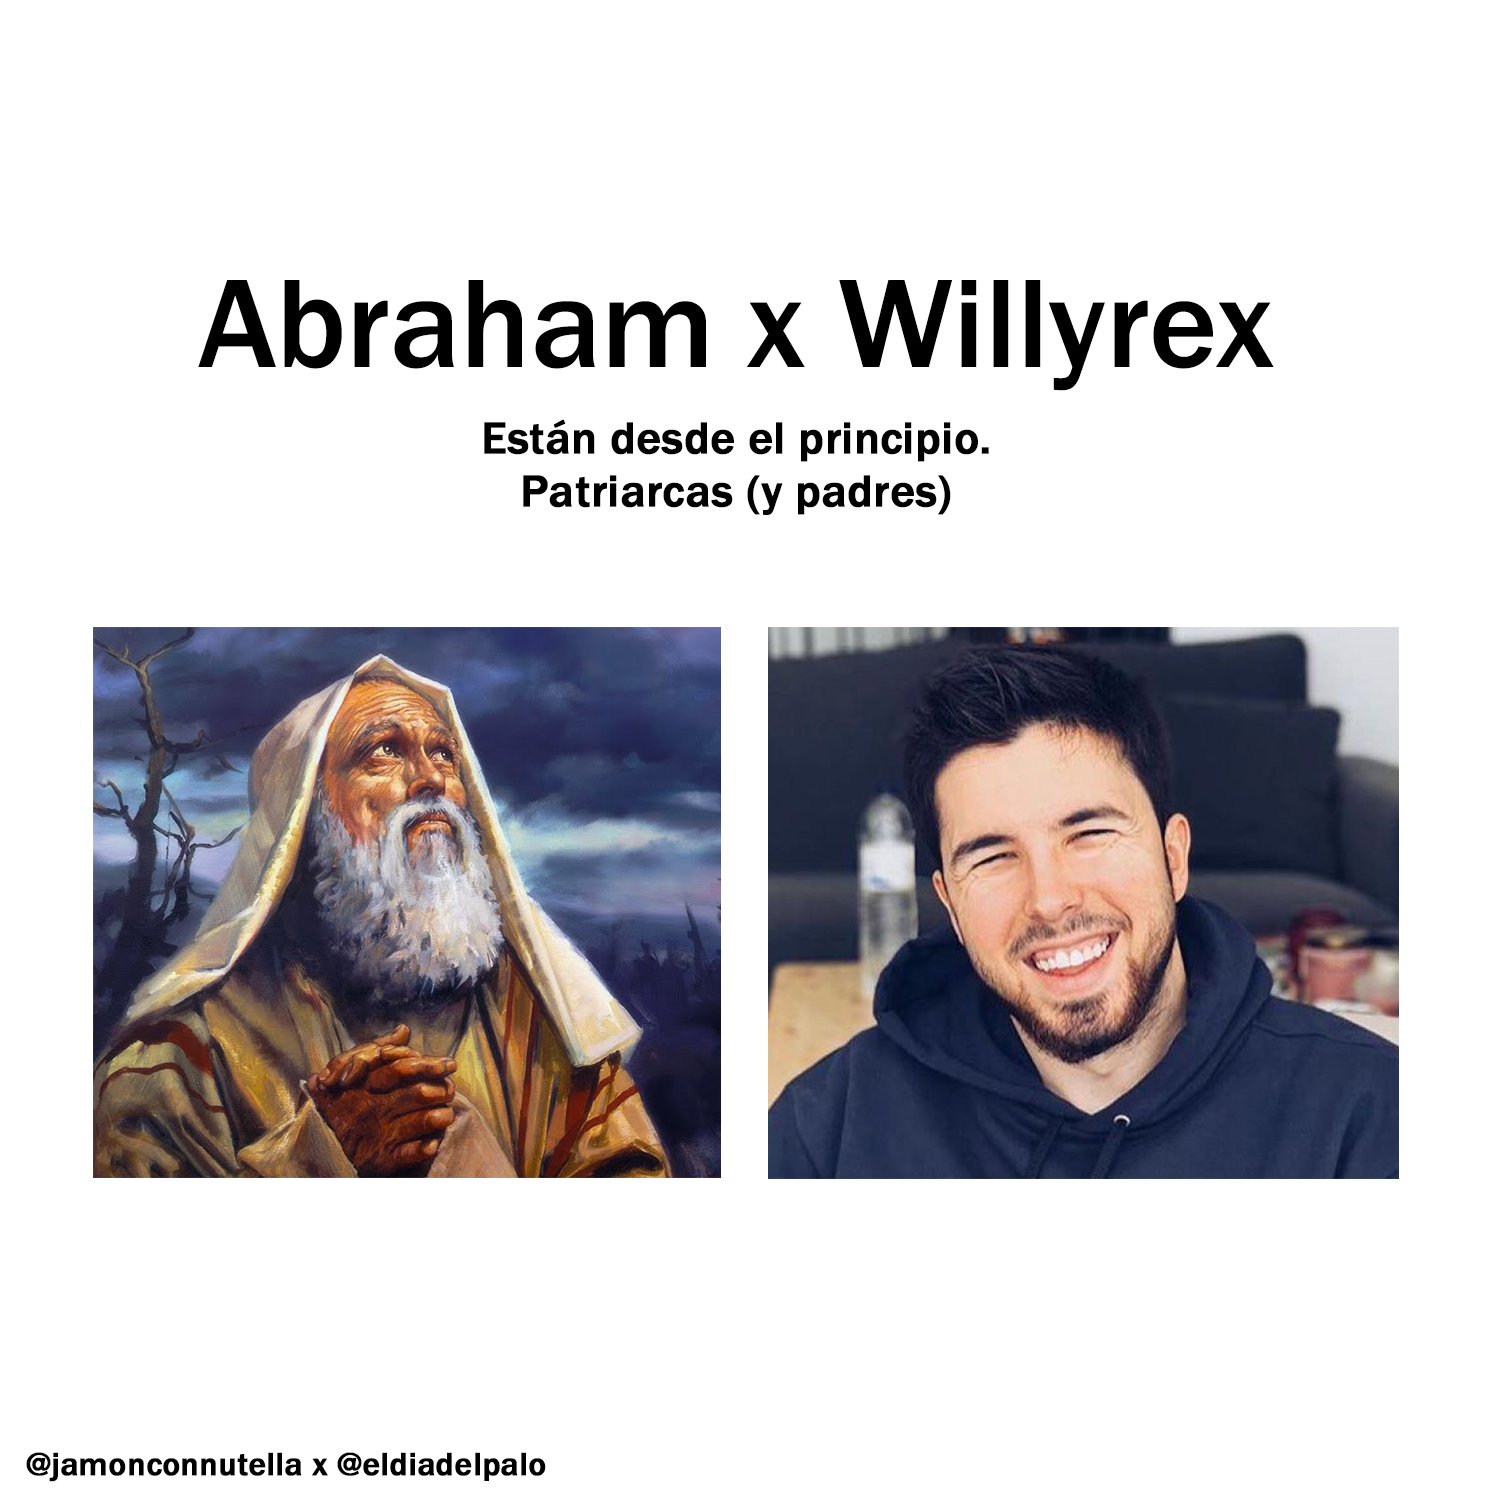 Abraham x Willyrex
Están desde el principio.
Patriarcas (y padres)
@jamonconnutella x @eldiadelpalo